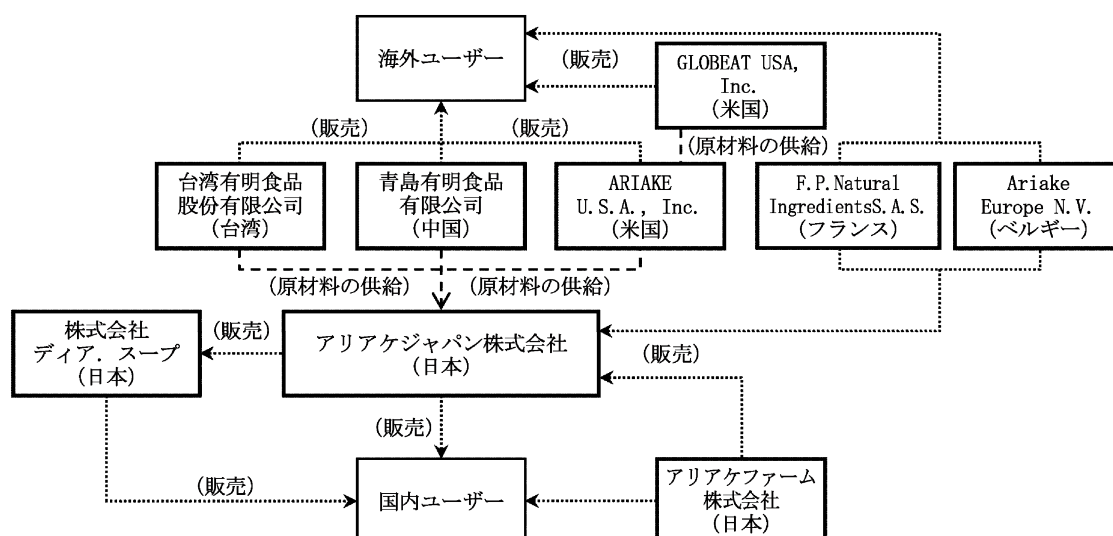 海外ユーザー
(販売)
GLOBEAT USA,
Inc.
(米国)
(販売)
(販売)
(原材料の供給)
台湾有明食品
股份有限公司
(台湾)
青島有明食品
有限公司
(中国)
ARIAKE
U.S.A., Inc.
(米国)
F.P.Natural
IngredientsS.A.S.
(フランス)
Ariake
Europe N.V.
(ベルギー)
(原材料の供給)
(原材料の供給)
株式会社
ディア．スープ
(日本)
(販売)
アリアケジャパン株式会社
(日本)
(販売)
(販売)
(販売)
国内ユーザー
アリアケファーム
株式会社
(日本)